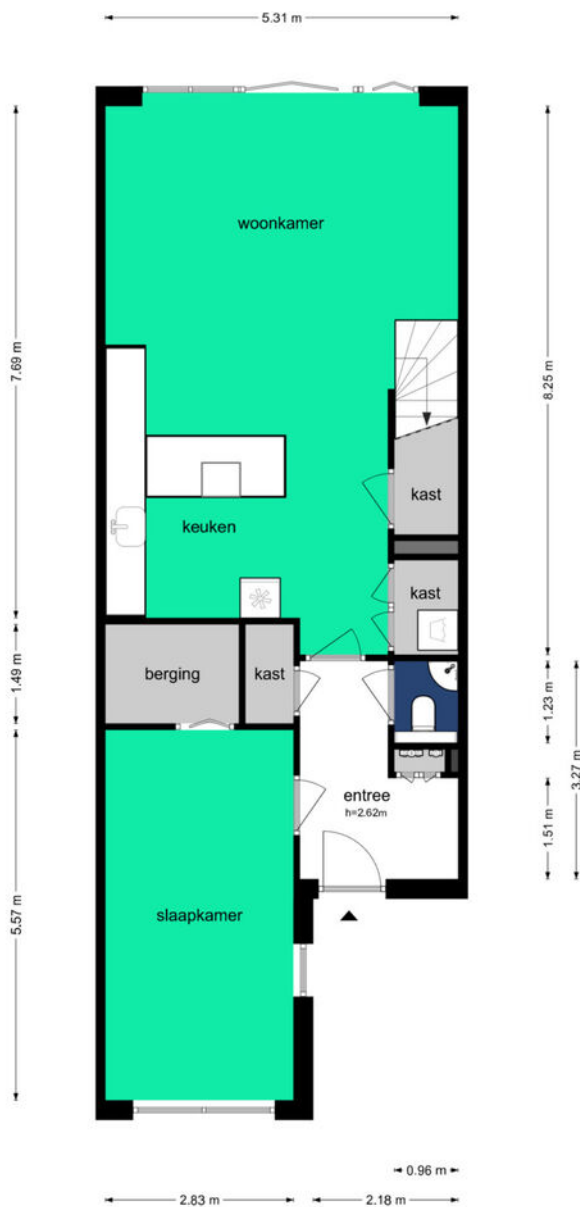 5.31 m
woonkamer
7.69 m
8.25 m
kast
keuken
kast
1.49 m
berging
kast
1.23 m
3.27 m
entree
h=2.62m
1.51 m
5.57 m
slaapkamer
0.96 m
2.83 m
2.18 m